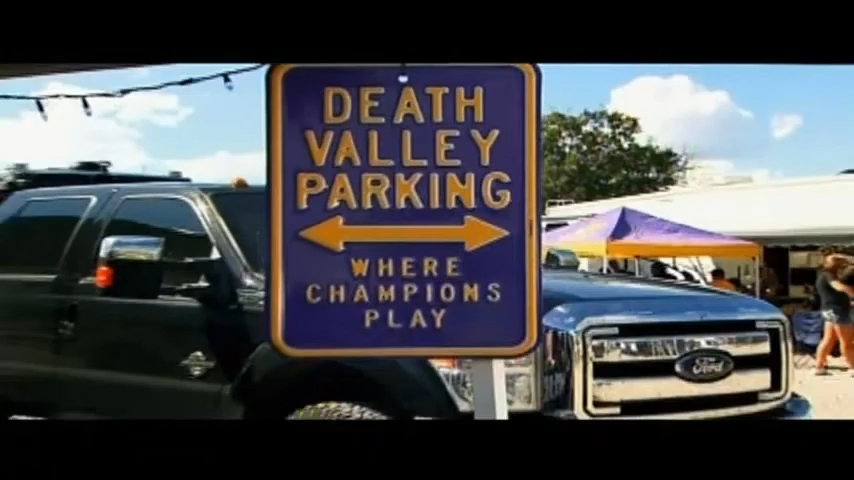 DEATH
VALLEY
PARKING
WHERE
CHAMPIONS
PLAY
Ford